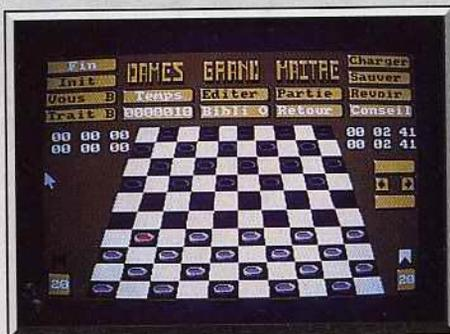 Fin DAMES GRAND MAITRE Charger
Init Sauver
Vous B Temps Editer Partie Revoir
Trait B 0000010 Bibli O Retour Conseil
00 00 00 00 02 41
00 00 00 00 02 41
20 20